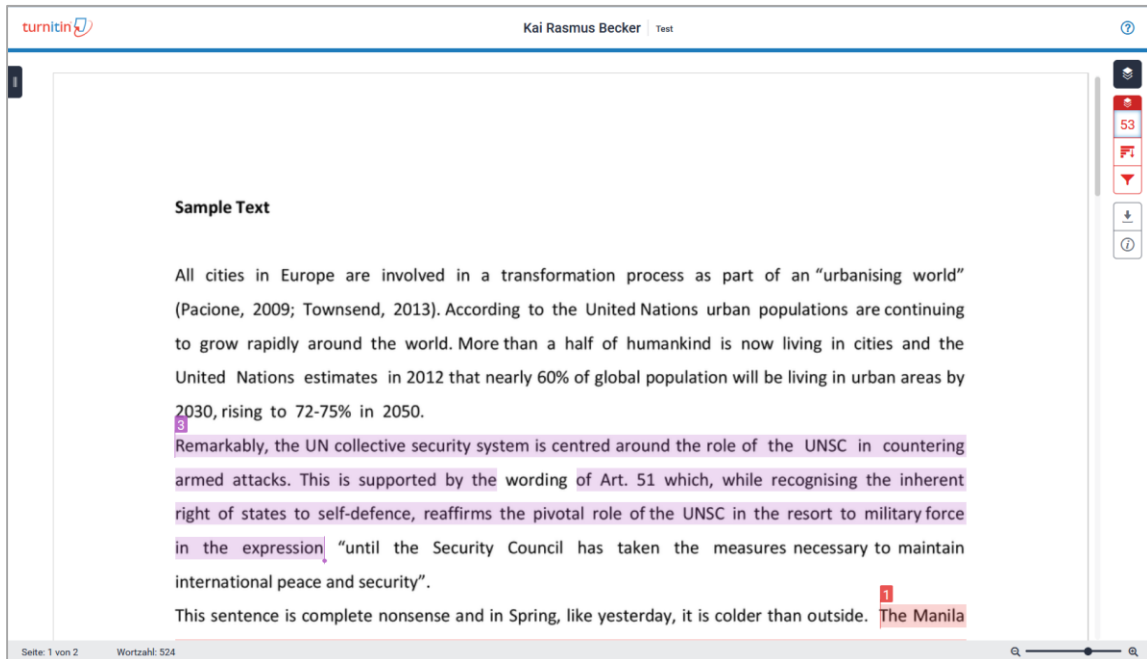 turnitin
Kai Rasmus Becker Test
53
Sample Text
All cities in Europe are involved in a transformation process as part of an “urbanising world”
(Pacione, 2009; Townsend, 2013). According to the United Nations urban populations are continuing
to grow rapidly around the world. More than a half of humankind is now living in cities and the
United Nations estimates in 2012 that nearly 60% of global population will be living in urban areas by
2030, rising to 72-75% in 2050.
3
Remarkably, the UN collective security system is centred around the role of the UNSC in countering
armed attacks. This is supported by the wording of Art. 51 which, while recognising the inherent
right of states to self-defence, reaffirms the pivotal role of the UNSC in the resort to military force
in the expression “until the Security Council has taken the measures necessary to maintain
international peace and security”.
1
This sentence is complete nonsense and in Spring, like yesterday, it is colder than outside. The Manila
Seite: 1 von 2 Wortzahl: 524